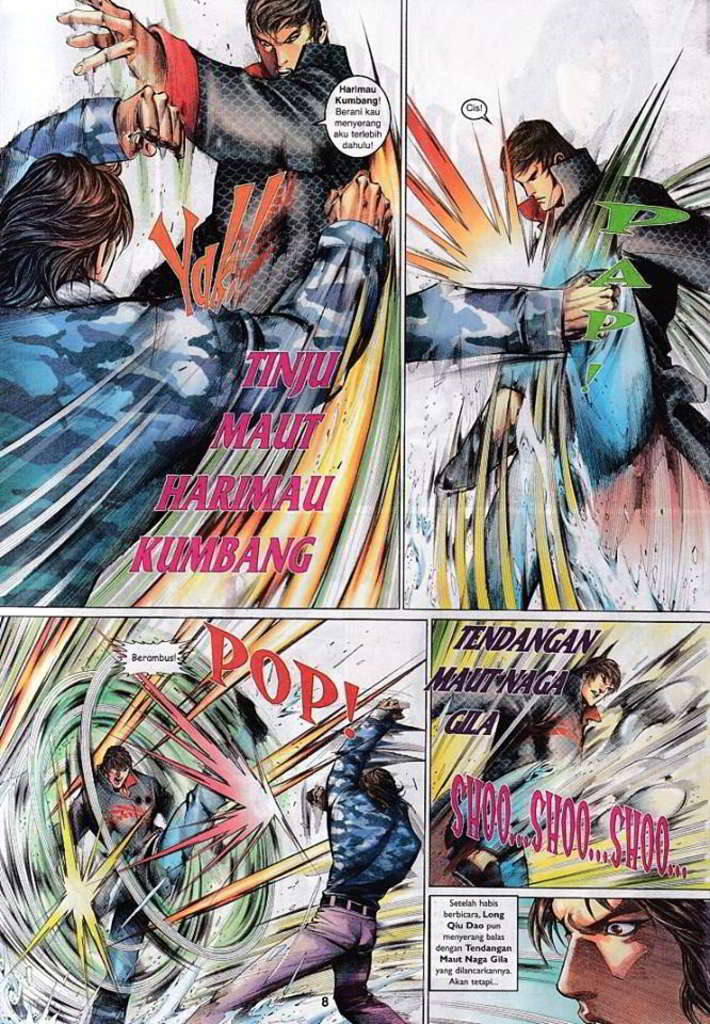 Harimau
Kumbang!
Berani kau
menyerang
aku terlebih
dahulu!
Yak!!
TINJU
MAUT
HARIMAU
KUMBANG
Cis!
PAP!
Berambus!
POP!
TENDANGAN
MAUT NAGA
GILA
SHOO...SHOO...SHOO...
Setelah habis
berbicara, Long
Qiu Dao pun
menyerang balas
dengan Tendangan
Maut Naga Gila
yang dilancarkannya.
Akan tetapi...
8